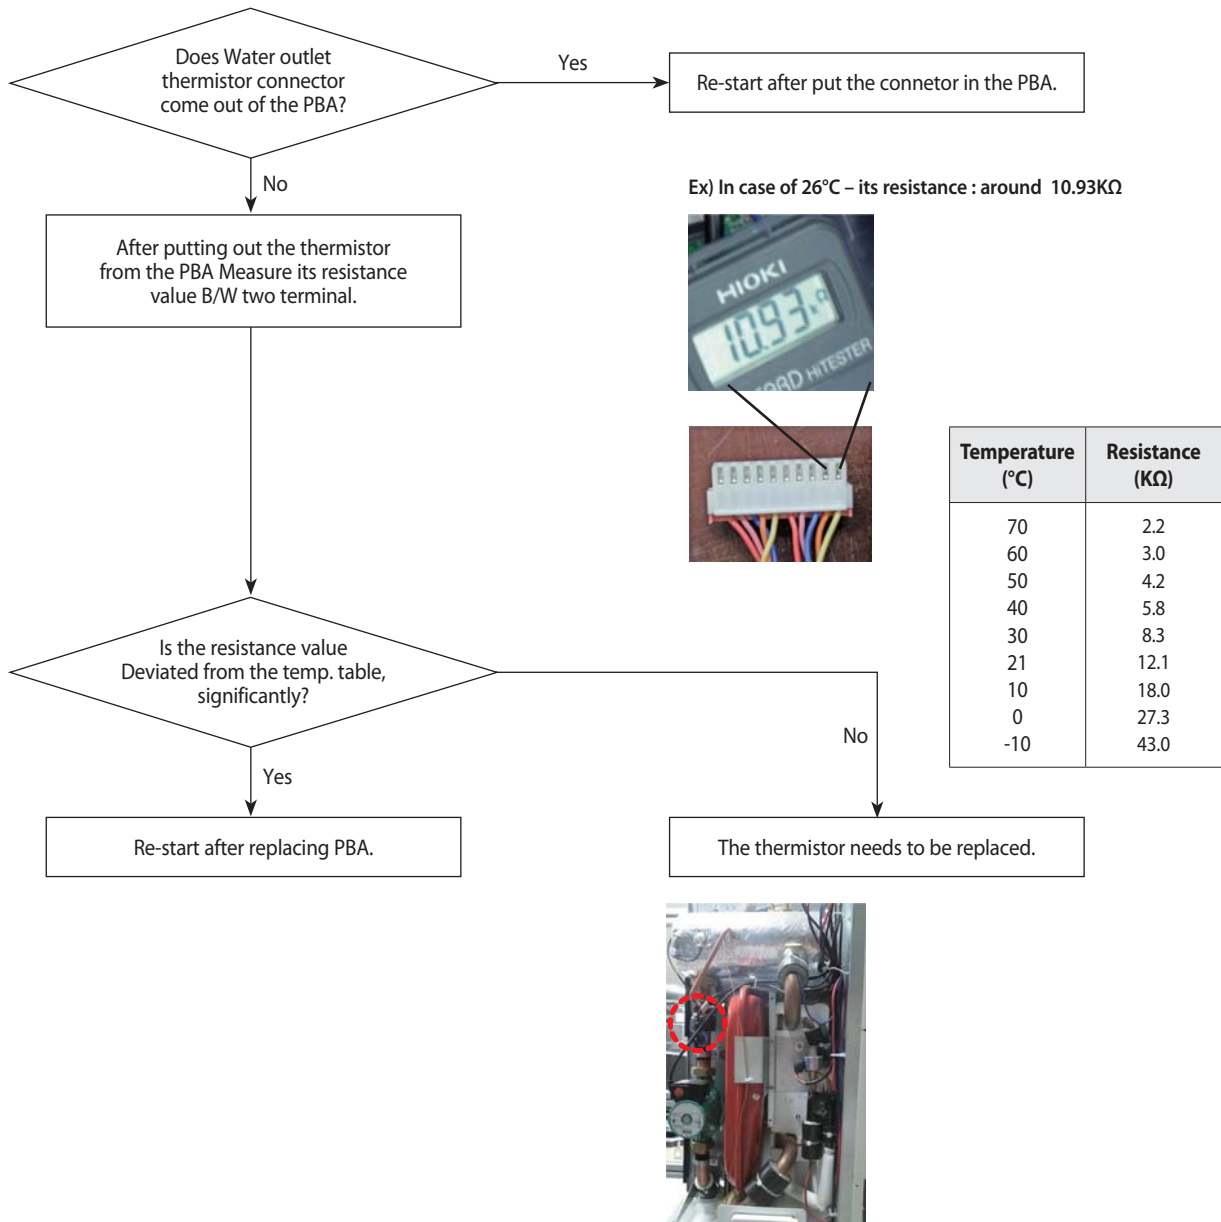 Does Water outlet
thermistor connector
come out of the PBA?
Yes
Re-start after put the connetor in the PBA.
No
After putting out the thermistor
from the PBA Measure its resistance
value B/W two terminal.
Ex) In case of 26°C – its resistance : around 10.93KΩ
HIOKI
10.93
kΩ
HiTESTER
Temperature
(°C)
Resistance
(KΩ)
70 2.2
60 3.0
50 4.2
40 5.8
30 8.3
21 12.1
10 18.0
0 27.3
-10 43.0
Is the resistance value
Deviated from the temp. table,
significantly?
No
Yes
Re-start after replacing PBA.
The thermistor needs to be replaced.